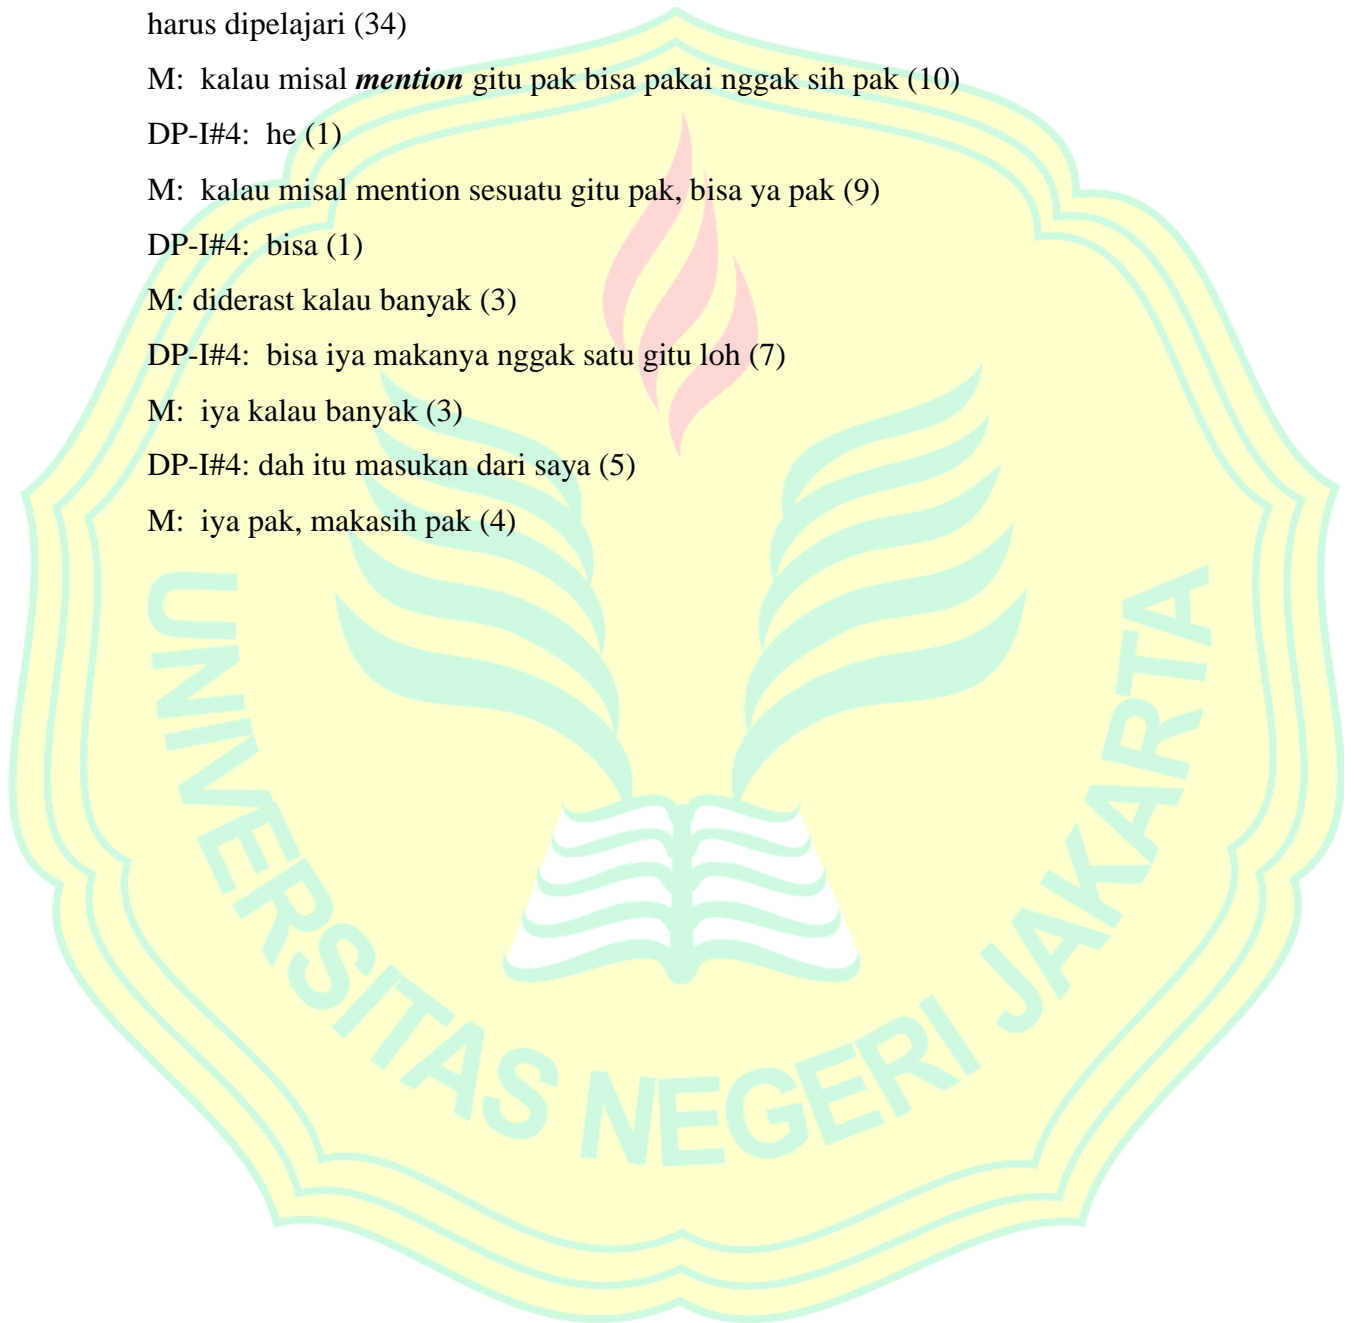 harus dipelajari (34)
M:  kalau misal mention gitu pak bisa pakai nggak sih pak (10)
DP-I#4:  he (1)
M:  kalau misal mention sesuatu gitu pak, bisa ya pak (9)
DP-I#4:  bisa (1)
M: diderast kalau banyak (3)
DP-I#4:  bisa iya makanya nggak satu gitu loh (7)
M:  iya kalau banyak (3)
DP-I#4: dah itu masukan dari saya (5)
M:  iya pak, makasih pak (4)
UNIVERSITAS NEGERI JAKARTA